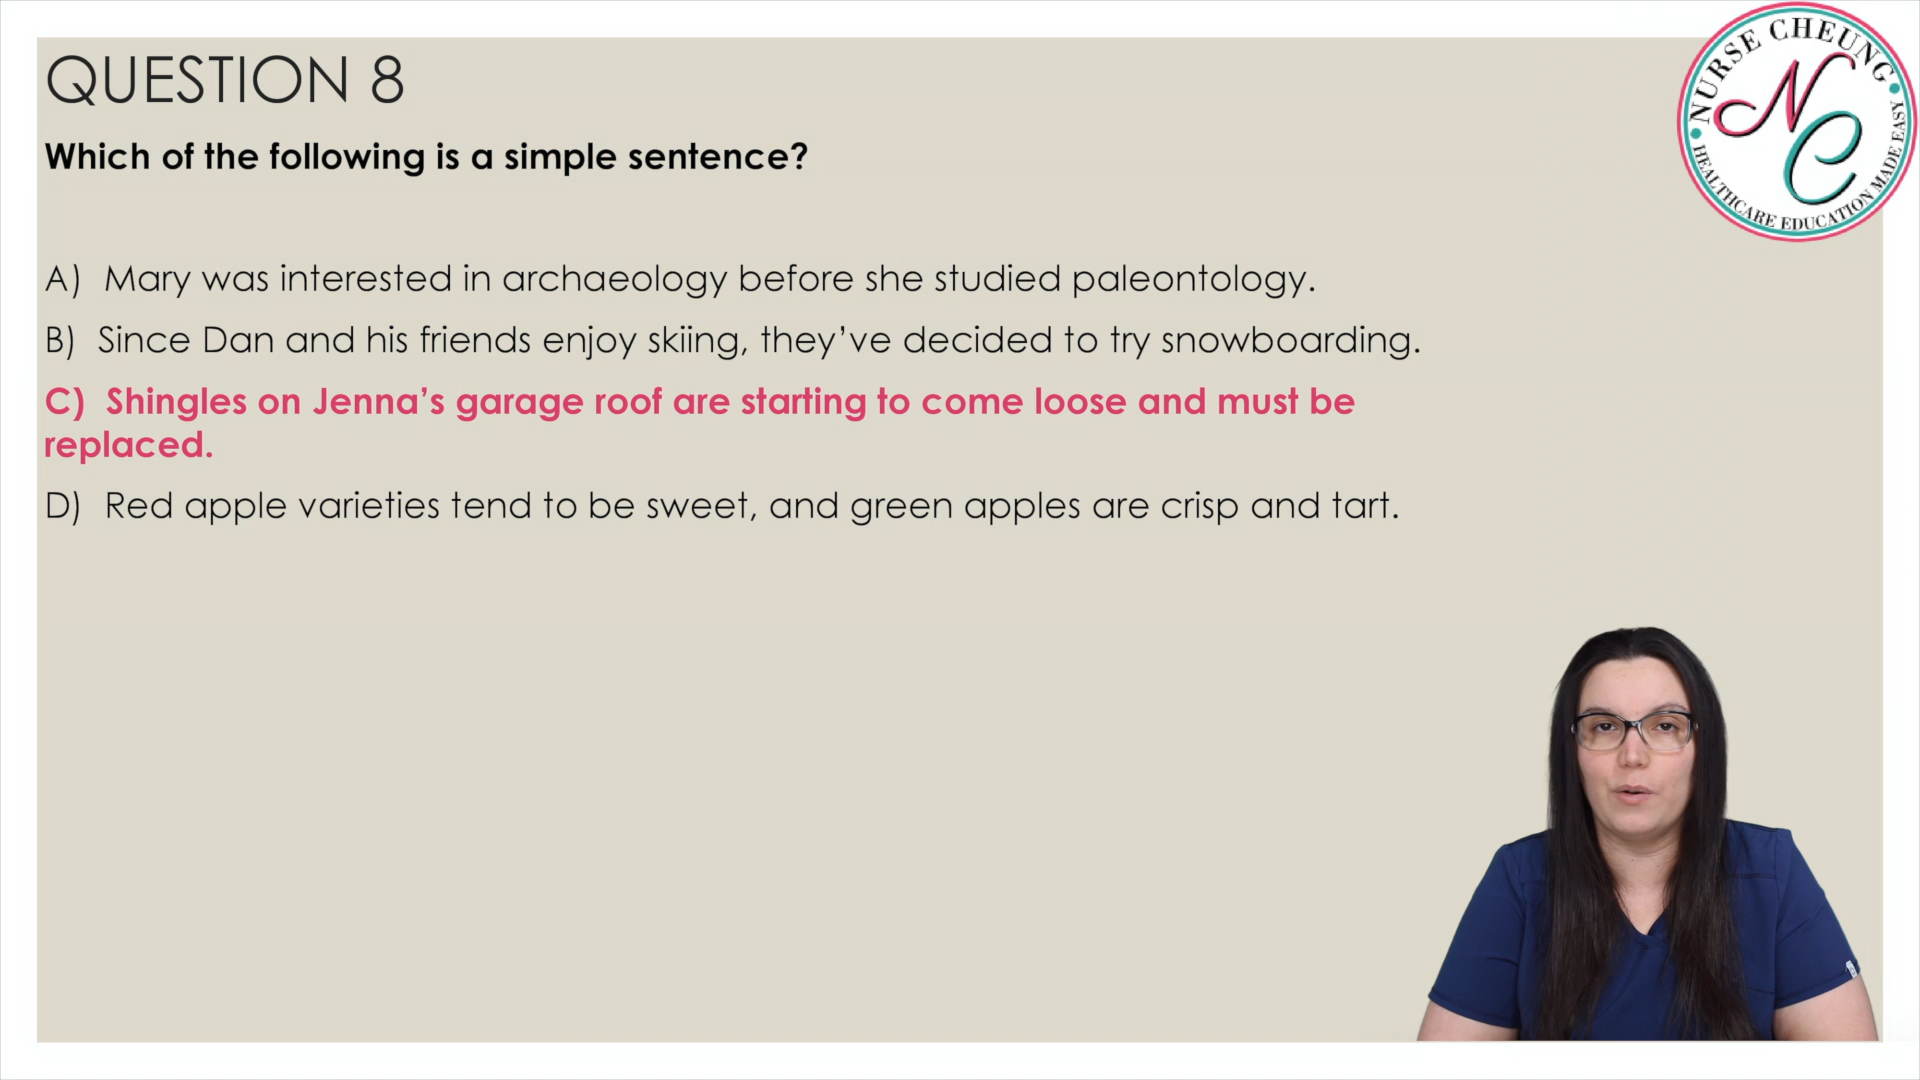 QUESTION 8
NURSE CHEUNG
NC
HEALTHCARE EDUCATION MADE EASY
Which of the following is a simple sentence?
A) Mary was interested in archaeology before she studied paleontology.
B) Since Dan and his friends enjoy skiing, they’ve decided to try snowboarding.
C) Shingles on Jenna’s garage roof are starting to come loose and must be
replaced.
D) Red apple varieties tend to be sweet, and green apples are crisp and tart.